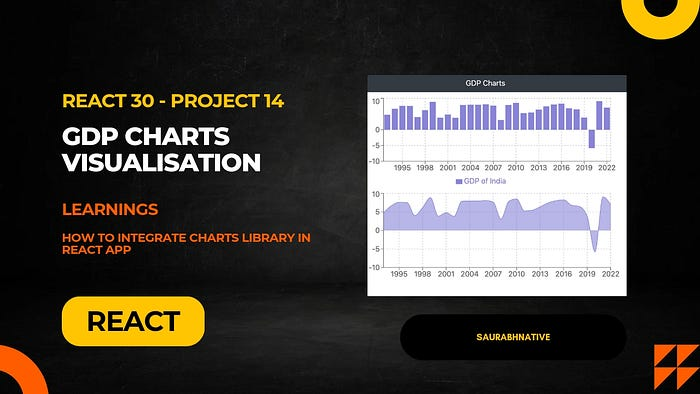 REACT 30 - PROJECT 14
GDP CHARTS
VISUALISATION
LEARNINGS
HOW TO INTEGRATE CHARTS LIBRARY IN
REACT APP
REACT
GDP Charts
10
5
0
-5
-10
1995 1998 2001 2004 2007 2010 2013 2016 2019 2022
GDP of India
10
5
0
-5
-10
1995 1998 2001 2004 2007 2010 2013 2016 2019 2022
SAURABHNATIVE